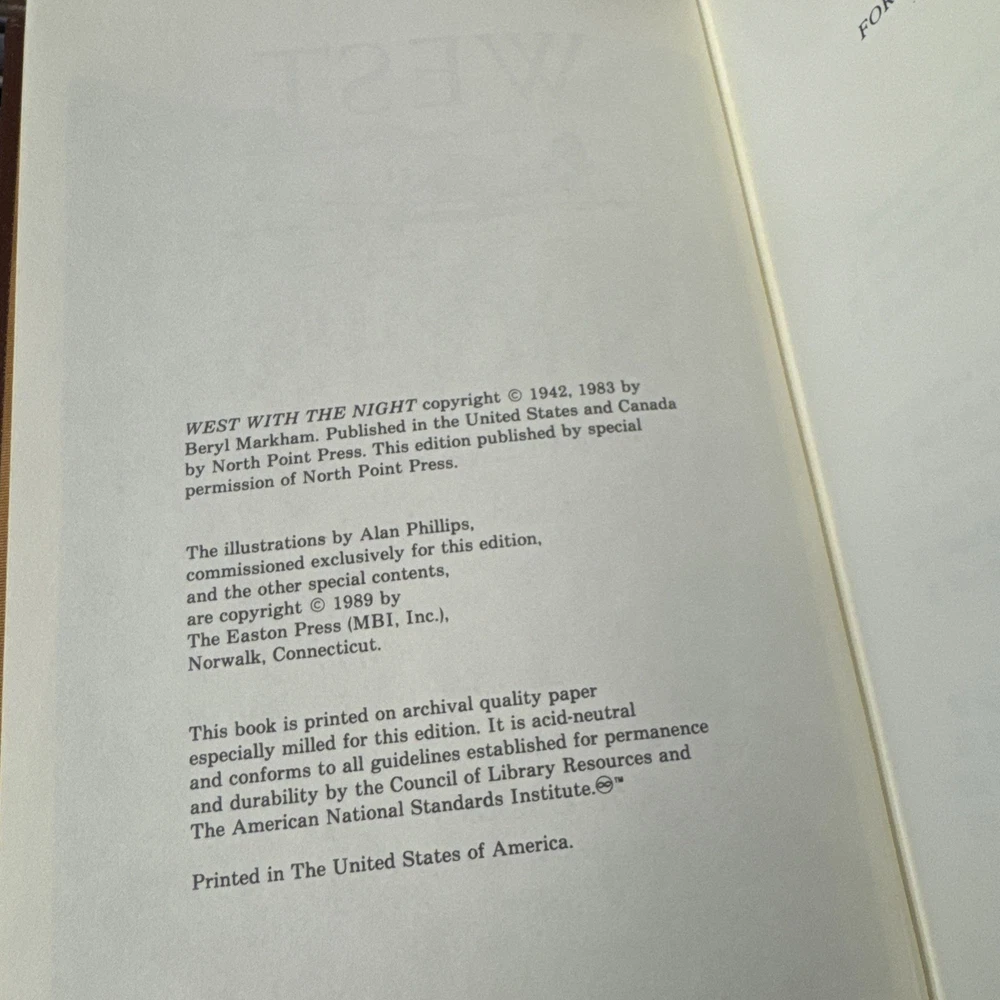 WEST
FOR
WEST WITH THE NIGHT copyright © 1942, 1983 by
Beryl Markham. Published in the United States and Canada
by North Point Press. This edition published by special
permission of North Point Press.
The illustrations by Alan Phillips,
commissioned exclusively for this edition,
and the other special contents,
are copyright © 1989 by
The Easton Press (MBI, Inc.),
Norwalk, Connecticut.
This book is printed on archival quality paper
especially milled for this edition. It is acid-neutral
and conforms to all guidelines established for permanence
and durability by the Council of Library Resources and
The American National Standards Institute.♾™
Printed in The United States of America.